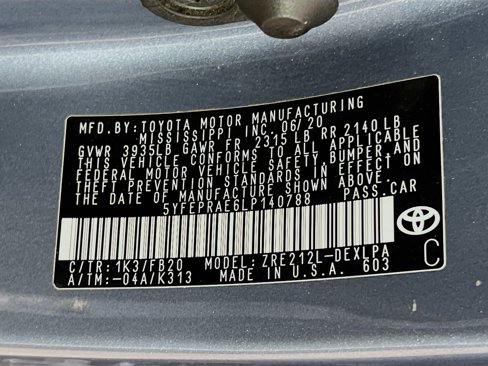 MFD.BY:TOYOTA MOTOR MANUFACTURING
MISSISSIPPI INC. 06/20
GVWR 3935LB GAWR FR 2315 LB RR 2140 LB
THIS VEHICLE CONFORMS TO ALL APPLICABLE
FEDERAL MOTOR VEHICLE SAFETY, BUMPER,AND
THEFT PREVENTION STANDARDS IN EFFECT ON
THE DATE OF MANUFACTURE SHOWN ABOVE.
5YFEPRAE6LP140788 PASS.CAR
C/TR: 1K3/FB20 MODEL: ZRE212L-DEXLPA
A/TM: -04A/K313 MADE IN U.S.A. 603
C